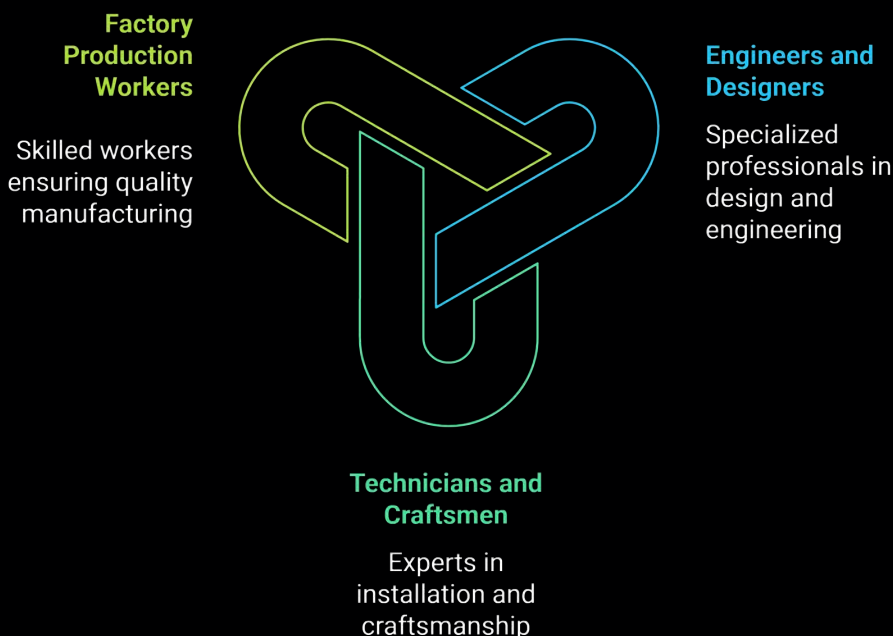 Factory
Production
Workers
Skilled workers
ensuring quality
manufacturing
Engineers and
Designers
Specialized
professionals in
design and
engineering
Technicians and
Craftsmen
Experts in
installation and
craftsmanship